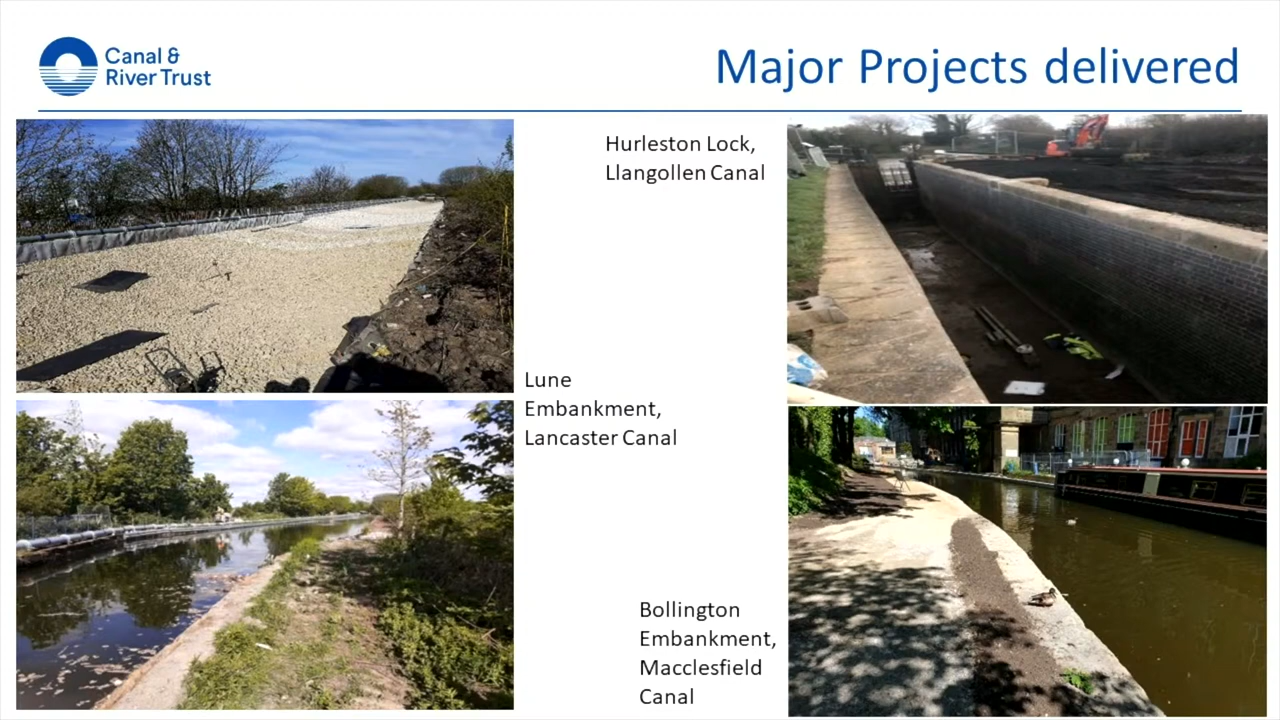 Canal &
River Trust
Major Projects delivered
Hurleston Lock,
Llangollen Canal
Lune
Embankment,
Lancaster Canal
Bollington
Embankment,
Macclesfield
Canal